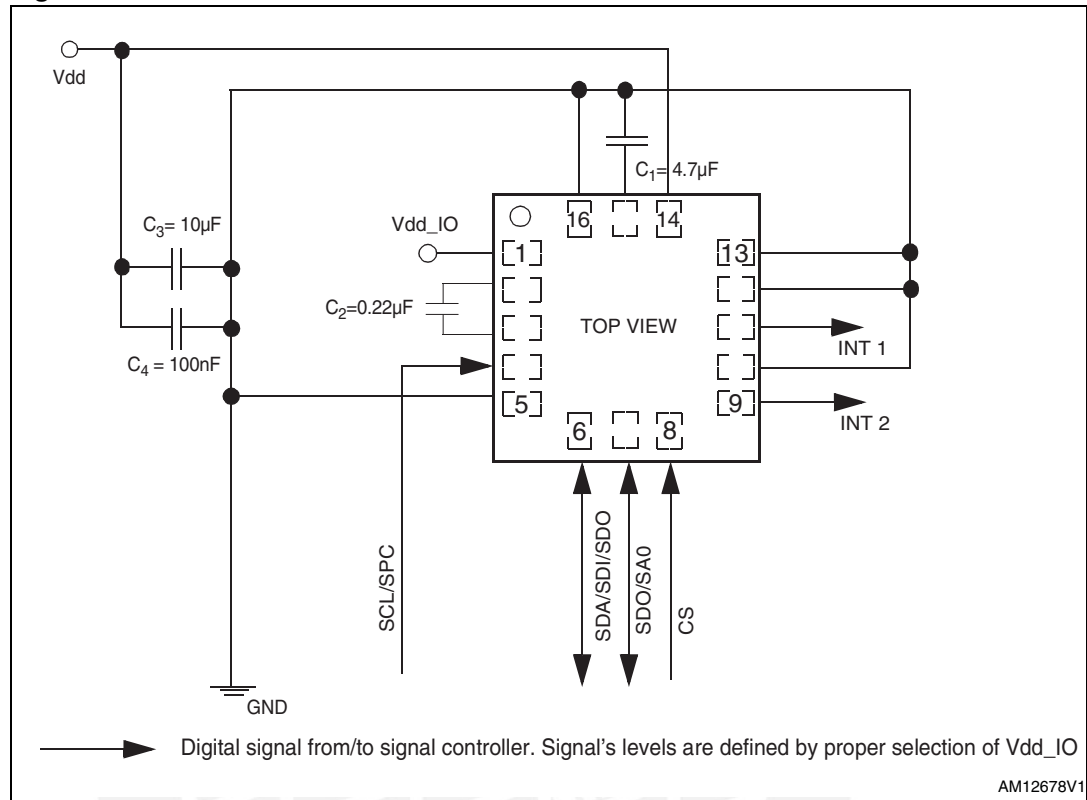 Vdd
C1= 4.7µF
C3= 10µF
Vdd_IO
16
14
1
13
C2=0.22µF
TOP VIEW
INT 1
C4 = 100nF
5
9
INT 2
6
8
SCL/SPC
SDA/SDI/SDO
SDO/SA0
CS
GND
Digital signal from/to signal controller. Signal's levels are defined by proper selection of Vdd_IO
AM12678V1